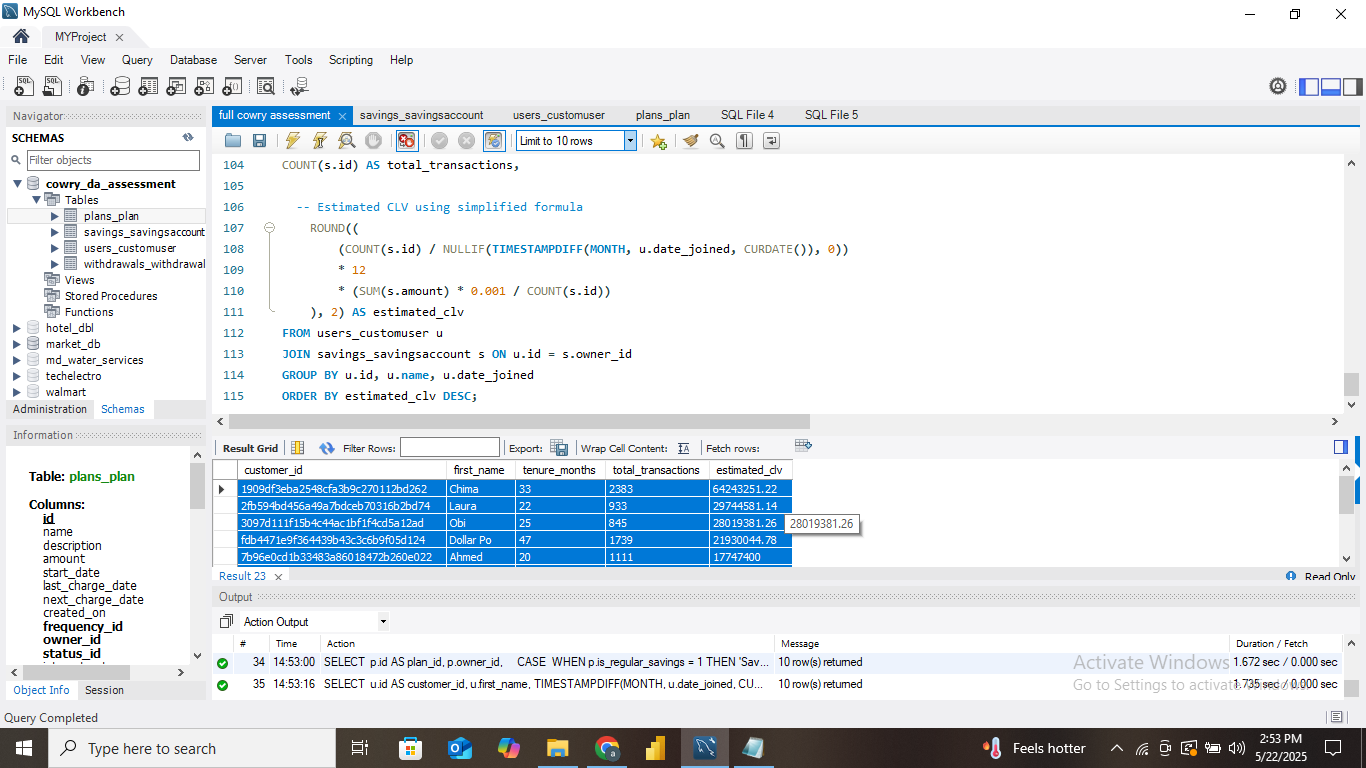 MySQL Workbench
MYProject
File Edit View Query Database Server Tools Scripting Help
Navigator
SCHEMAS
Filter objects
cowry_da_assessment
Tables
plans_plan
savings_savingsaccount
users_customuser
withdrawals_withdrawal
Views
Stored Procedures
Functions
hotel_dbl
market_db
md_water_services
techelectro
walmart
Administration Schemas
Information
Table: plans_plan
Columns:
id
name
description
amount
start_date
last_charge_date
next_charge_date
created_on
frequency_id
owner_id
status_id
Object Info Session
full cowry assessment savings_savingsaccount users_customuser plans_plan SQL File 4 SQL File 5
Limit to 10 rows
104 COUNT(s.id) AS total_transactions,
105
106 -- Estimated CLV using simplified formula
107 ROUND((
108 (COUNT(s.id) / NULLIF(TIMESTAMPDIFF(MONTH, u.date_joined, CURDATE()), 0))
109 * 12
110 * (SUM(s.amount) * 0.001 / COUNT(s.id))
111 ), 2) AS estimated_clv
112 FROM users_customuser u
113 JOIN savings_savingsaccount s ON u.id = s.owner_id
114 GROUP BY u.id, u.name, u.date_joined
115 ORDER BY estimated_clv DESC;
Result Grid Filter Rows: Export: Wrap Cell Content: Fetch rows:
customer_id first_name tenure_months total_transactions estimated_clv
1909df3eba2548cfa3b9c270112bd262 Chima 33 2383 64243251.22
2fb594bd456a49a7bdceb70316b2bd74 Laura 22 933 29744581.14
3097d111f15b4c44ac1bf1f4cd5a12ad Obi 25 845 28019381.26
28019381.26
fdb4471e9f364439b43c3c6b9f05d124 Dollar Po 47 1739 21930044.78
7b96e0cd1b33483a86018472b260e022 Ahmed 20 1111 17747400
Result 23 Read Only
Output
Action Output
# Time Action Message Duration / Fetch
34 14:53:00 SELECT p.id AS plan_id, p.owner_id, CASE WHEN p.is_regular_savings = 1 THEN 'Sav... 10 row(s) returned 1.672 sec / 0.000 sec
35 14:53:16 SELECT u.id AS customer_id, u.first_name, TIMESTAMPDIFF(MONTH, u.date_joined, CU... 10 row(s) returned 1.735 sec / 0.000 sec
Activate Windows
Go to Settings to activate Windows.
Query Completed
Type here to search
Feels hotter
2:53 PM
5/22/2025